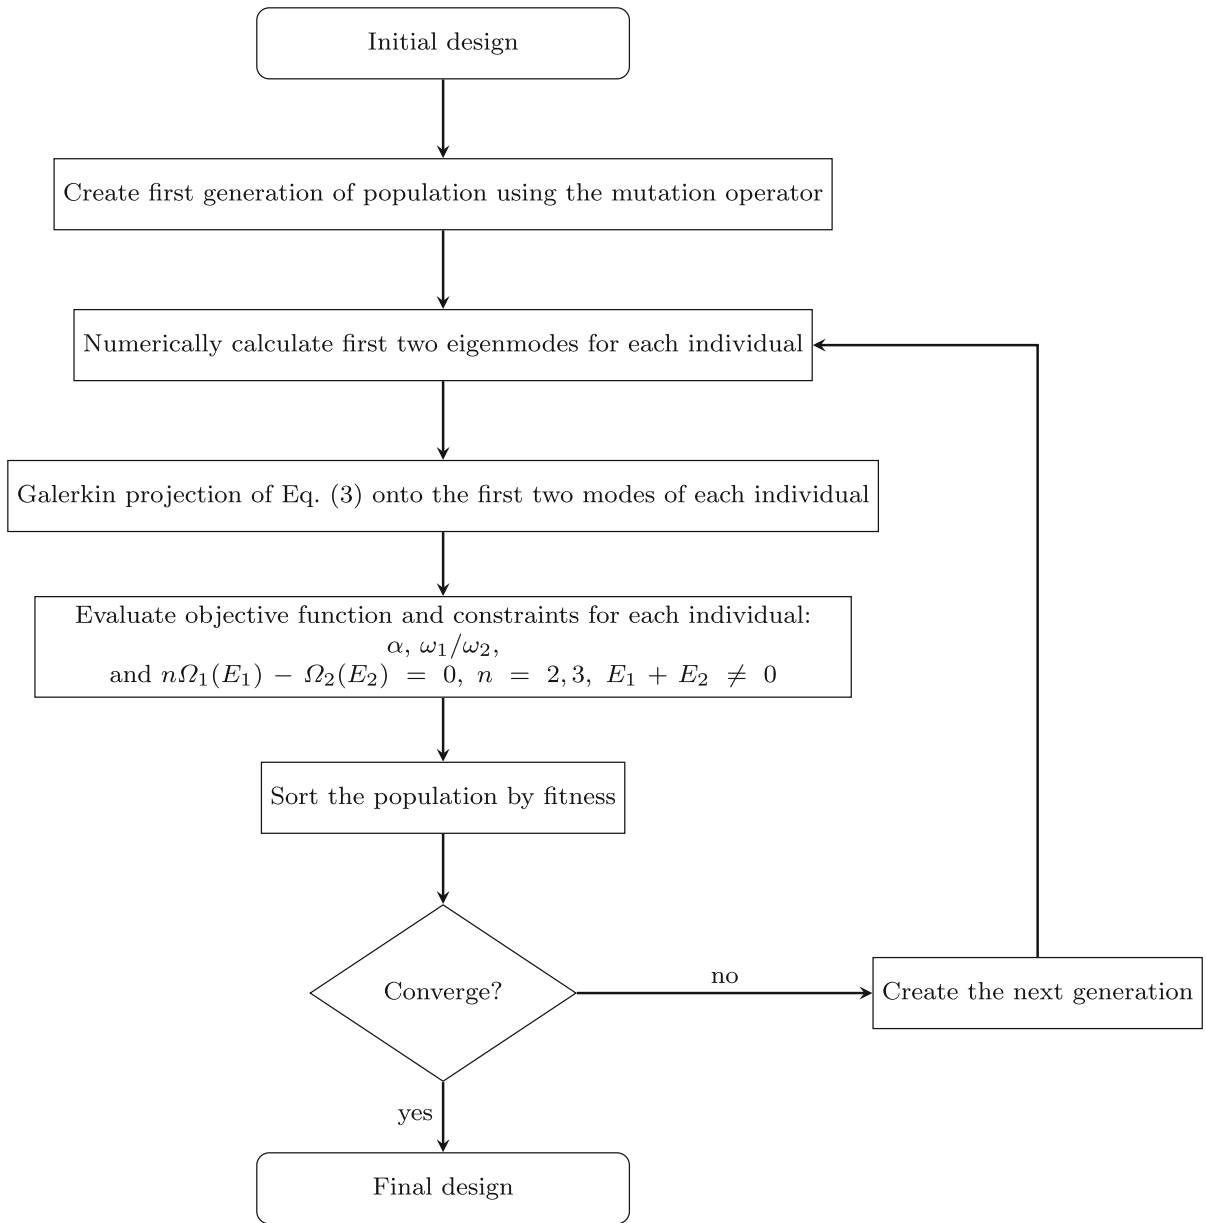 Initial design
Create first generation of population using the mutation operator
Numerically calculate first two eigenmodes for each individual
Galerkin projection of Eq. (3) onto the first two modes of each individual
Evaluate objective function and constraints for each individual:
α, ω₁/ω₂,
and nΩ₁(E₁) − Ω₂(E₂) = 0, n = 2, 3, E₁ + E₂ ≠ 0
Sort the population by fitness
Converge?
no
Create the next generation
yes
Final design